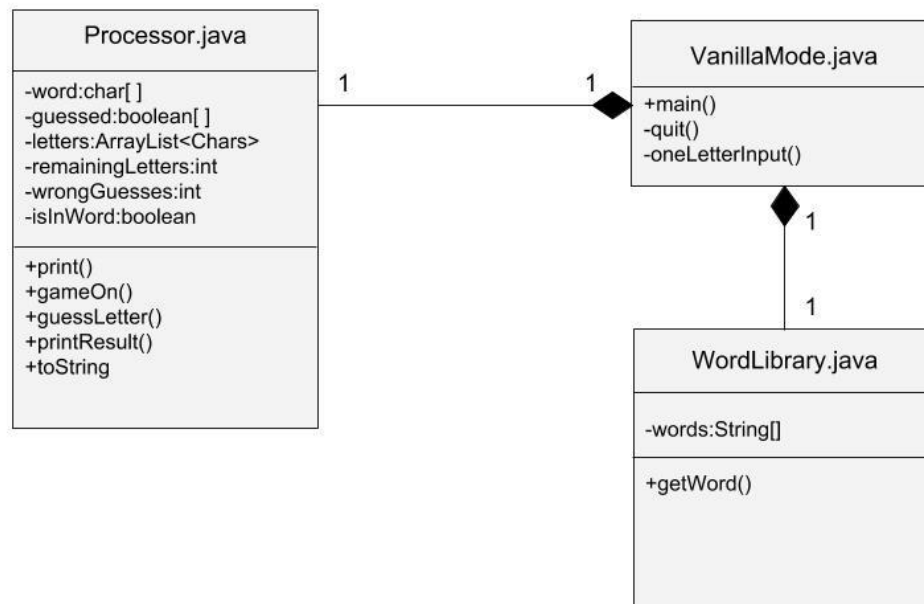 Processor.java
-word:char[ ]
-guessed:boolean[ ]
-letters:ArrayList<Chars>
-remainingLetters:int
-wrongGuesses:int
-isInWord:boolean
+print()
+gameOn()
+guessLetter()
+printResult()
+toString
1
1
VanillaMode.java
+main()
-quit()
-oneLetterInput()
1
1
WordLibrary.java
-words:String[]
+getWord()